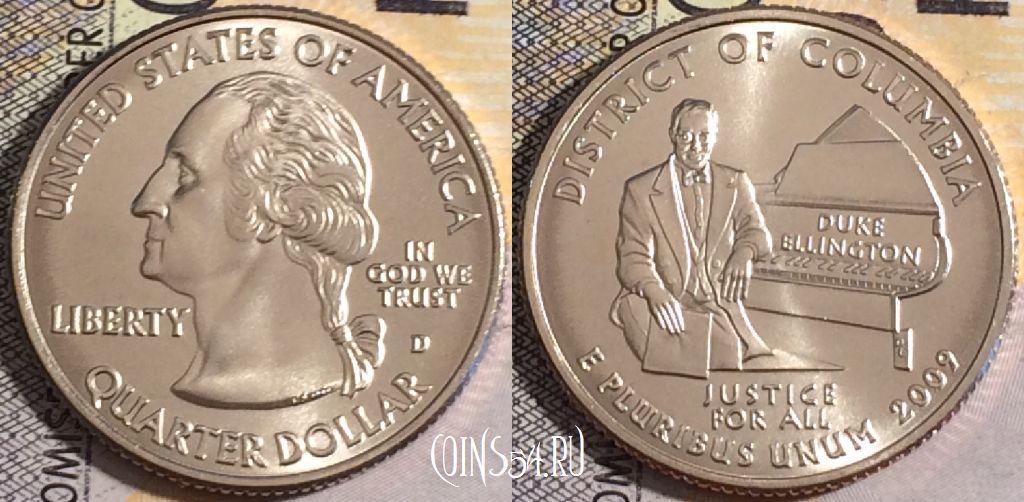 UNITED STATES OF AMERICA
LIBERTY
IN
GOD WE
TRUST
D
QUARTER DOLLAR
DISTRICT OF COLUMBIA
DUKE
ELLINGTON
JUSTICE
FOR ALL
E PLURIBUS UNUM 2009
COINS54.RU